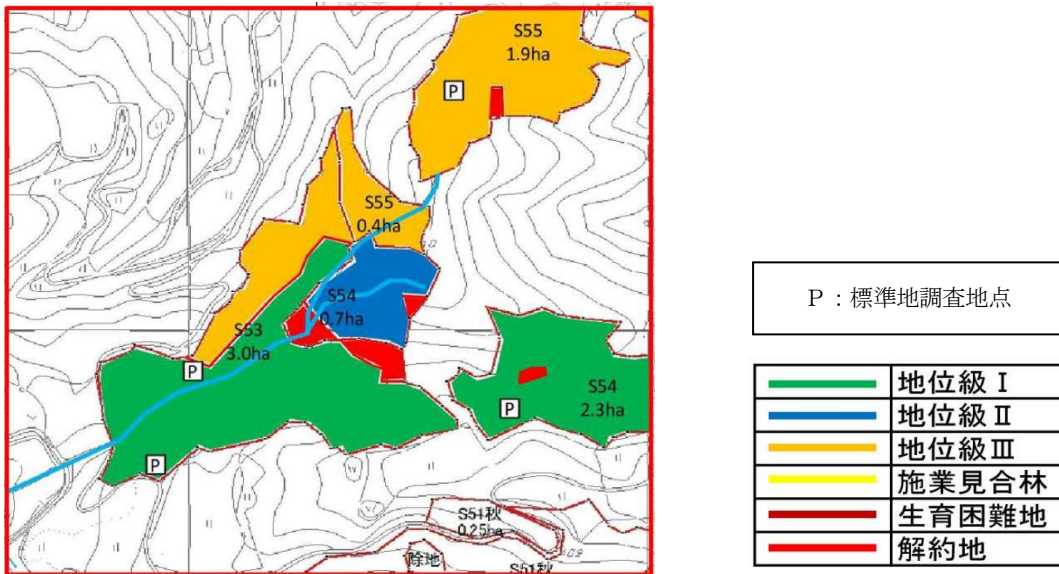 S55
1.9ha
P
S55
0.4ha
S54
0.7ha
S53
3.0ha
P
S54
2.3ha
P
P
S51秋
0.25ha
除地
S51秋
P：標準地調査地点
地位級Ⅰ
地位級Ⅱ
地位級Ⅲ
施業見合林
生育困難地
解約地